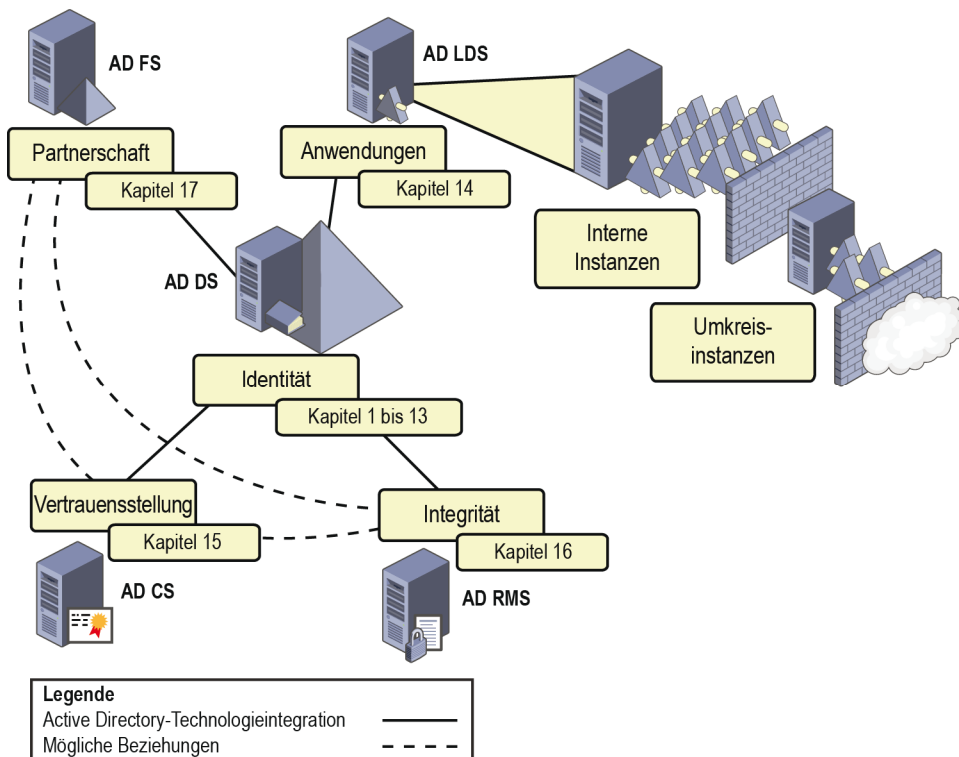 AD FS
Partnerschaft
Kapitel 17
AD LDS
Anwendungen
Kapitel 14
Interne
Instanzen
Umkreis-
instanzen
AD DS
Identität
Kapitel 1 bis 13
Vertrauensstellung
Kapitel 15
AD CS
Integrität
Kapitel 16
AD RMS
Legende
Active Directory-Technologieintegration
Mögliche Beziehungen